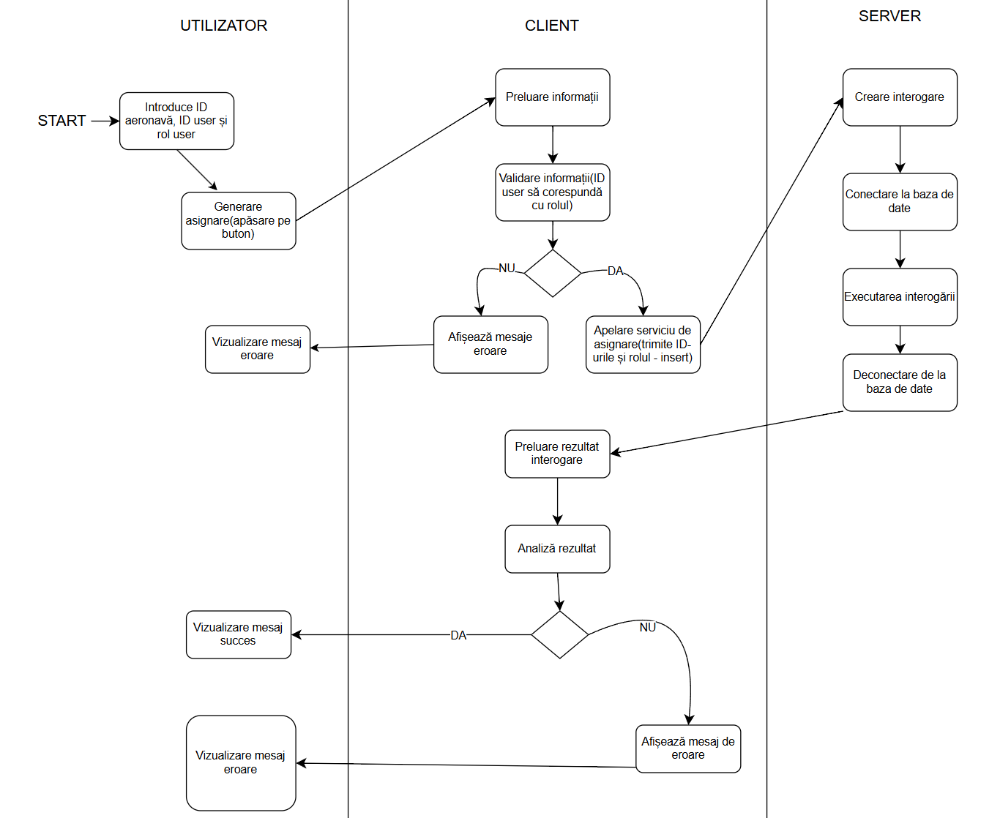 UTILIZATOR
CLIENT
SERVER
START
Introduce ID
aeronavă, ID user și
rol user
Generare
asignare(apăsare pe
buton)
Preluare informații
Validare informații(ID
user să corespundă
cu rolul)
NU
DA
Afișează mesaje
eroare
Vizualizare mesaj
eroare
Apelare serviciu de
asignare(trimite ID-
urile și rolul - insert)
Creare interogare
Conectare la baza de
date
Executarea interogării
Deconectare de la
baza de date
Preluare rezultat
interogare
Analiză rezultat
DA
NU
Vizualizare mesaj
succes
Afișează mesaj de
eroare
Vizualizare mesaj
eroare